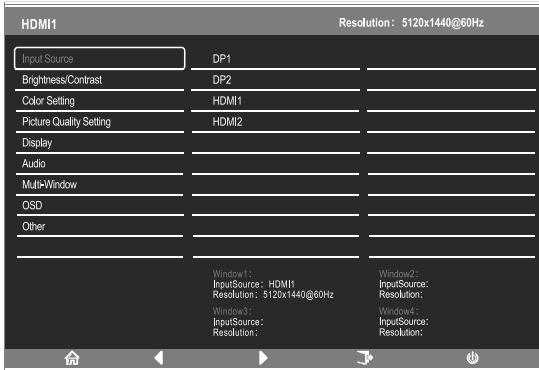 HDMI1
Resolution: 5120x1440@60Hz
Input Source
DP1
Brightness/Contrast
DP2
Color Setting
HDMI1
Picture Quality Setting
HDMI2
Display
Audio
Multi-Window
OSD
Other
Window1:
InputSource: HDMI1
Resolution: 5120x1440@60Hz
Window2:
InputSource:
Resolution:
Window3:
InputSource:
Resolution:
Window4:
InputSource:
Resolution: